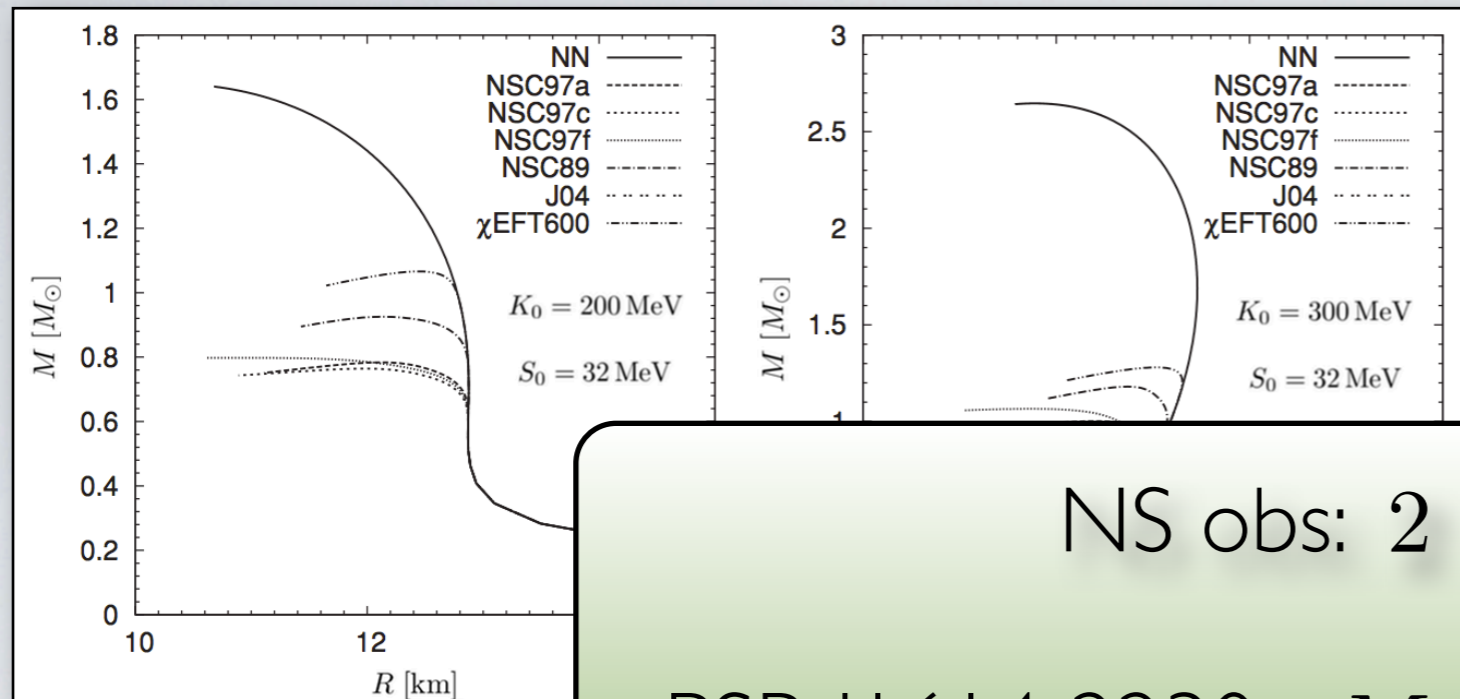 1.8
1.6
1.4
1.2
1
0.8
0.6
0.4
0.2
0
M [M⊙]
NN
NSC97a
NSC97c
NSC97f
NSC89
J04
χEFT600
K₀ = 200 MeV
S₀ = 32 MeV
10
12
R [km]
3
2.5
2
1.5
M [M⊙]
NN
NSC97a
NSC97c
NSC97f
NSC89
J04
χEFT600
K₀ = 300 MeV
S₀ = 32 MeV
NS obs: 2